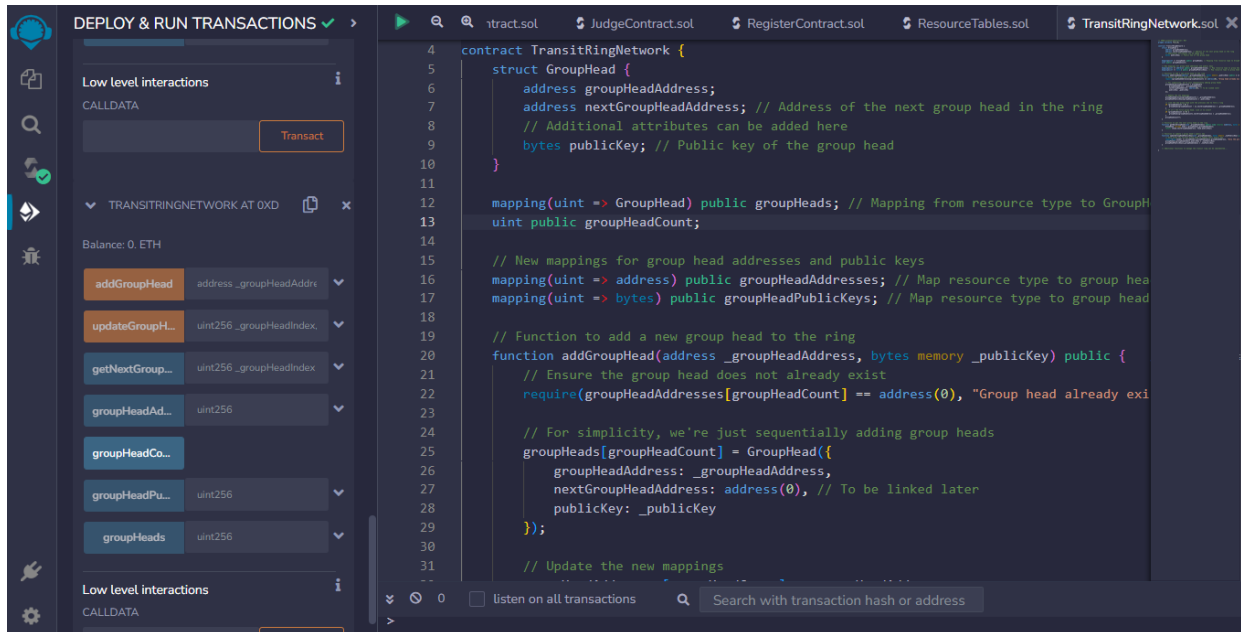 DEPLOY & RUN TRANSACTIONS
Low level interactions
CALLDATA
Transact
TRANSITRINGNETWORK AT 0XD
Balance: 0. ETH
addGroupHead address _groupHeadAddre
updateGroupH... uint256 _groupHeadIndex,
getNextGroup... uint256 _groupHeadIndex
groupHeadAd... uint256
groupHeadCo...
groupHeadPu... uint256
groupHeads uint256
Low level interactions
CALLDATA
ntract.sol JudgeContract.sol RegisterContract.sol ResourceTables.sol TransitRingNetwork.sol
4 contract TransitRingNetwork {
5 struct GroupHead {
6 address groupHeadAddress;
7 address nextGroupHeadAddress; // Address of the next group head in the ring
8 // Additional attributes can be added here
9 bytes publicKey; // Public key of the group head
10 }
11
12 mapping(uint => GroupHead) public groupHeads; // Mapping from resource type to GroupH
13 uint public groupHeadCount;
14
15 // New mappings for group head addresses and public keys
16 mapping(uint => address) public groupHeadAddresses; // Map resource type to group hea
17 mapping(uint => bytes) public groupHeadPublicKeys; // Map resource type to group head
18
19 // Function to add a new group head to the ring
20 function addGroupHead(address _groupHeadAddress, bytes memory _publicKey) public {
21 // Ensure the group head does not already exist
22 require(groupHeadAddresses[groupHeadCount] == address(0), "Group head already exi
23
24 // For simplicity, we're just sequentially adding group heads
25 groupHeads[groupHeadCount] = GroupHead({
26 groupHeadAddress: _groupHeadAddress,
27 nextGroupHeadAddress: address(0), // To be linked later
28 publicKey: _publicKey
29 });
30
31 // Update the new mappings
0 listen on all transactions Search with transaction hash or address
>